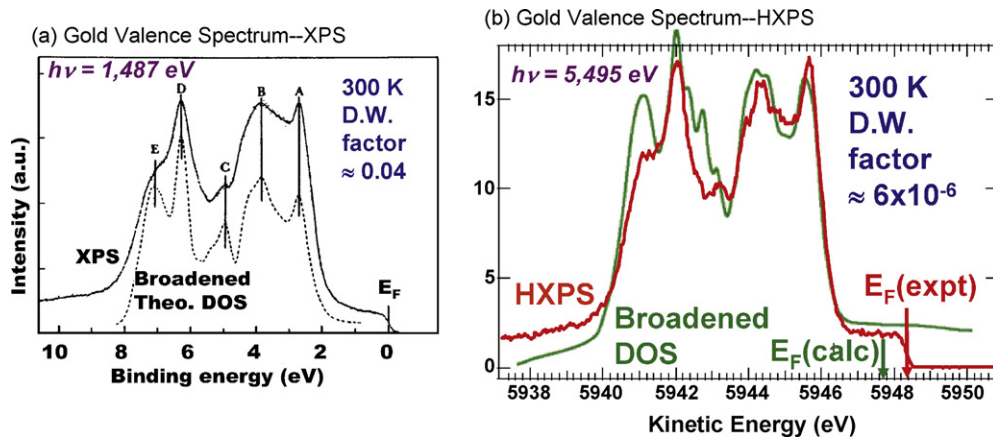 (a) Gold Valence Spectrum--XPS
hν = 1,487 eV
300 K
D.W.
factor
≈ 0.04
D
B
A
E
C
XPS
Broadened
Theo. DOS
E_F
Intensity (a.u.)
10 8 6 4 2 0
Binding energy (eV)
(b) Gold Valence Spectrum--HXPS
hν = 5,495 eV
300 K
D.W.
factor
≈ 6x10⁻⁶
15
10
5
0
HXPS
Broadened
DOS
E_F(expt)
E_F(calc)
5938 5940 5942 5944 5946 5948 5950
Kinetic Energy (eV)